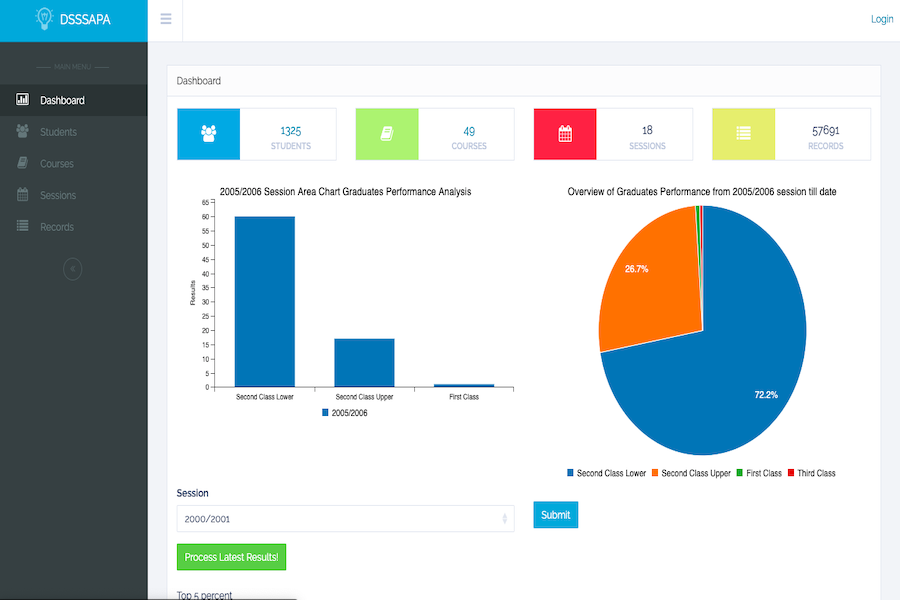 DSSSAPA
Login
MAIN MENU
Dashboard
Students
Courses
Sessions
Records
Dashboard
1325
STUDENTS
49
COURSES
18
SESSIONS
57691
RECORDS
2005/2006 Session Area Chart Graduates Performance Analysis
65
60
55
50
45
40
35
30
25
20
15
10
5
0
Results
Second Class Lower Second Class Upper First Class
2005/2006
Overview of Graduates Performance from 2005/2006 session till date
26.7%
72.2%
Second Class Lower Second Class Upper First Class Third Class
Session
2000/2001
Submit
Process Latest Results!
Top 5 percent